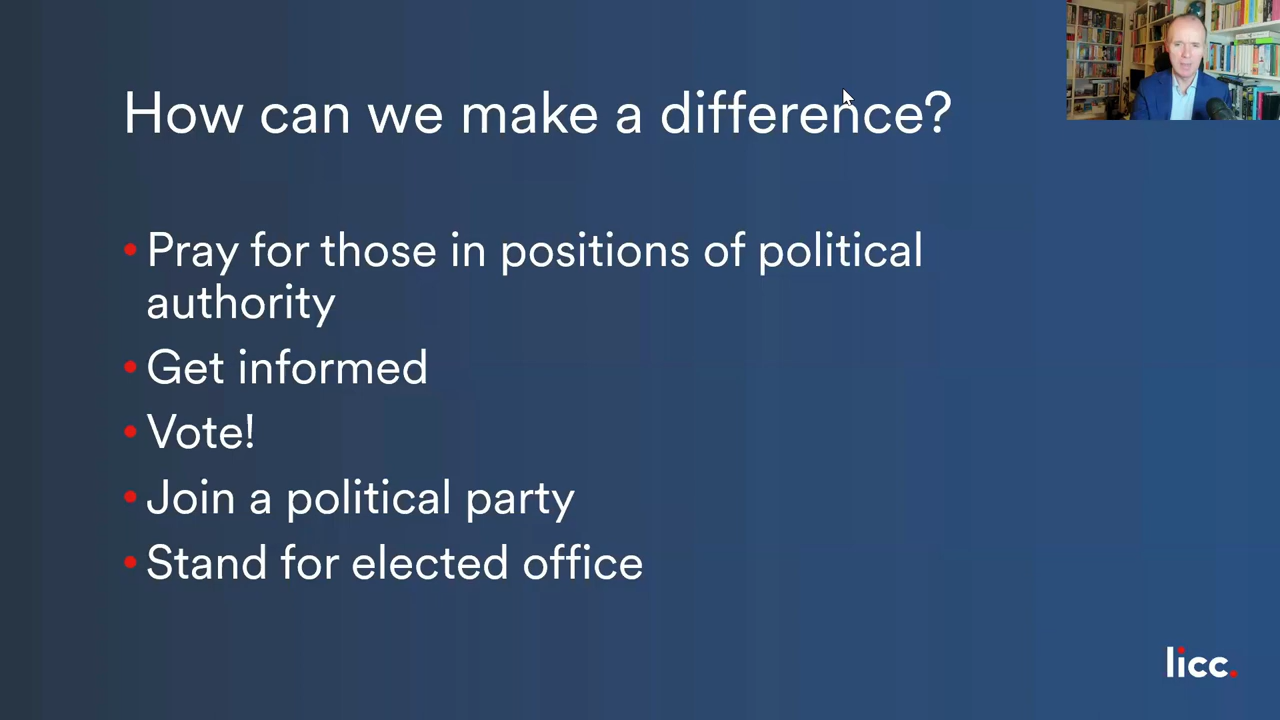 How can we make a difference?
• Pray for those in positions of political
authority
• Get informed
• Vote!
• Join a political party
• Stand for elected office
licc.